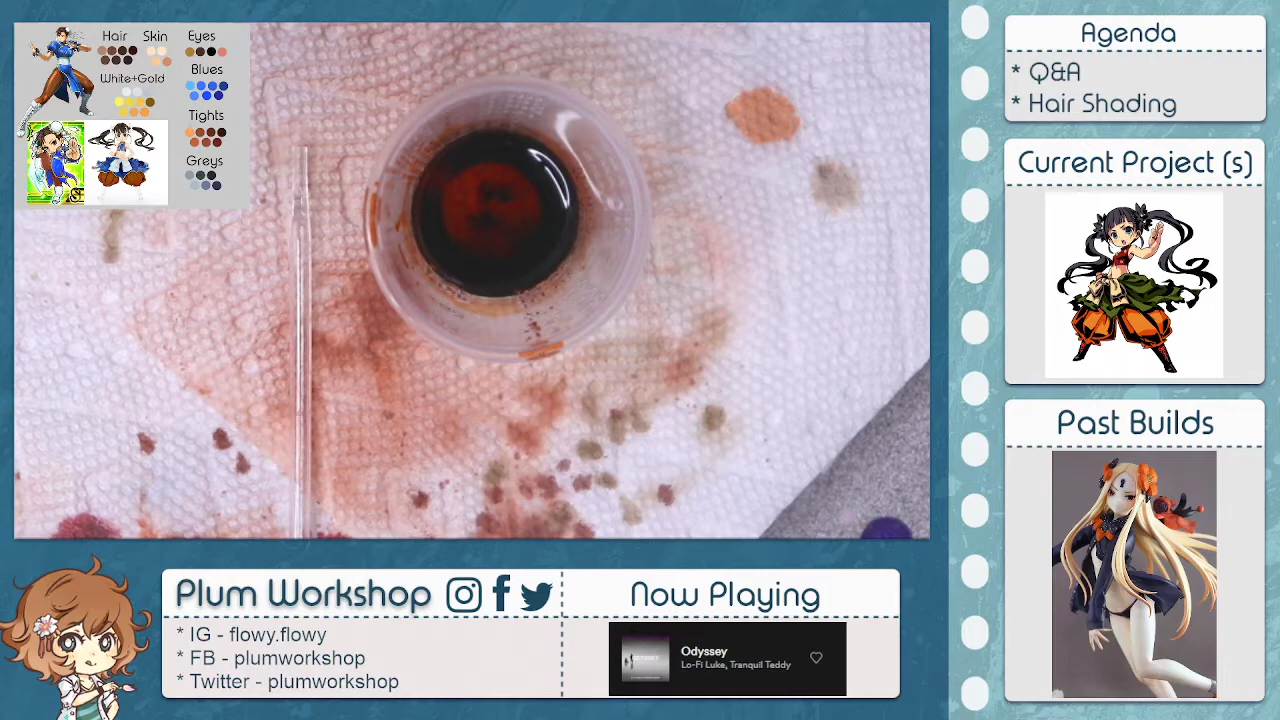 Hair
Skin
Eyes
White+Gold
Blues
Tights
Greys
Agenda
* Q&A
* Hair Shading
Current Project (s)
Past Builds
Plum Workshop
* IG - flowy.flowy
* FB - plumworkshop
* Twitter - plumworkshop
Now Playing
Odyssey
Lo-Fi Luke, Tranquil Teddy